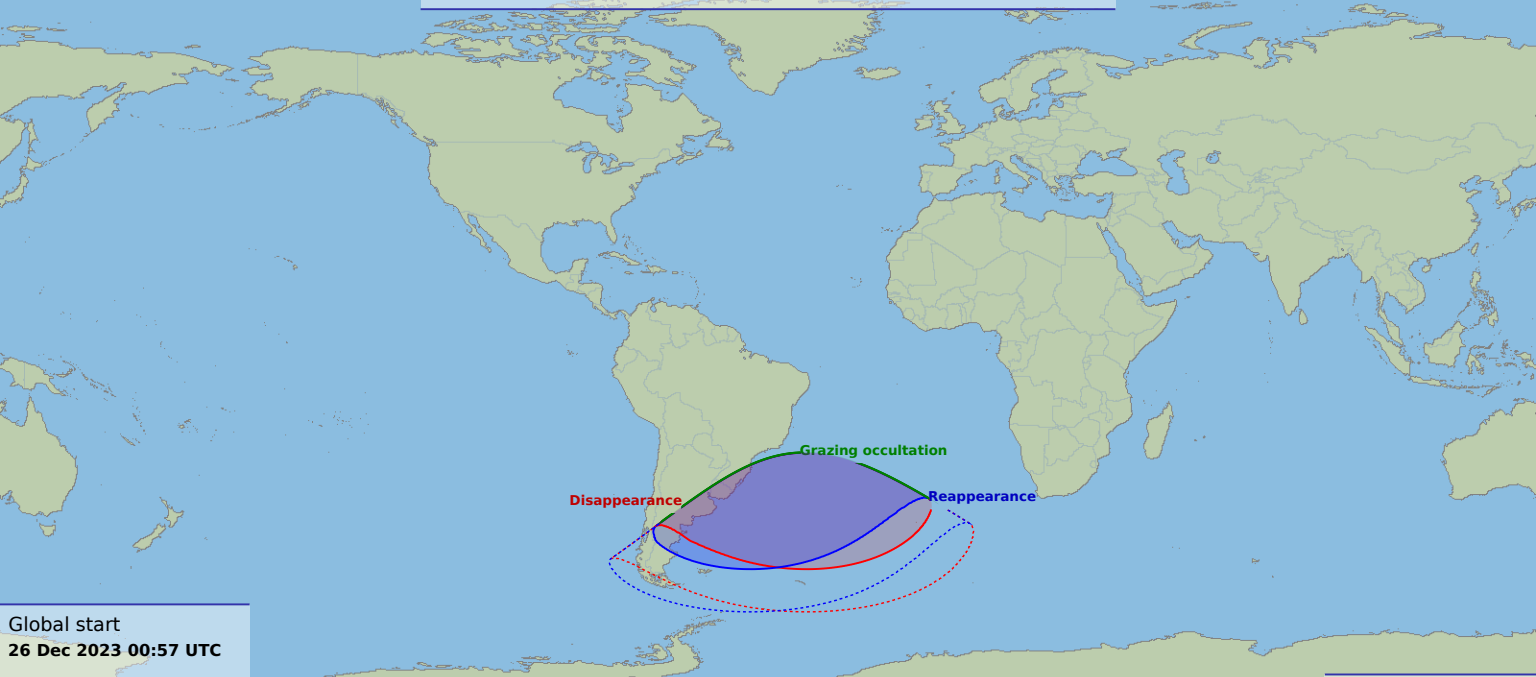 Grazing occultation
Disappearance
Reappearance
Global start
26 Dec 2023 00:57 UTC